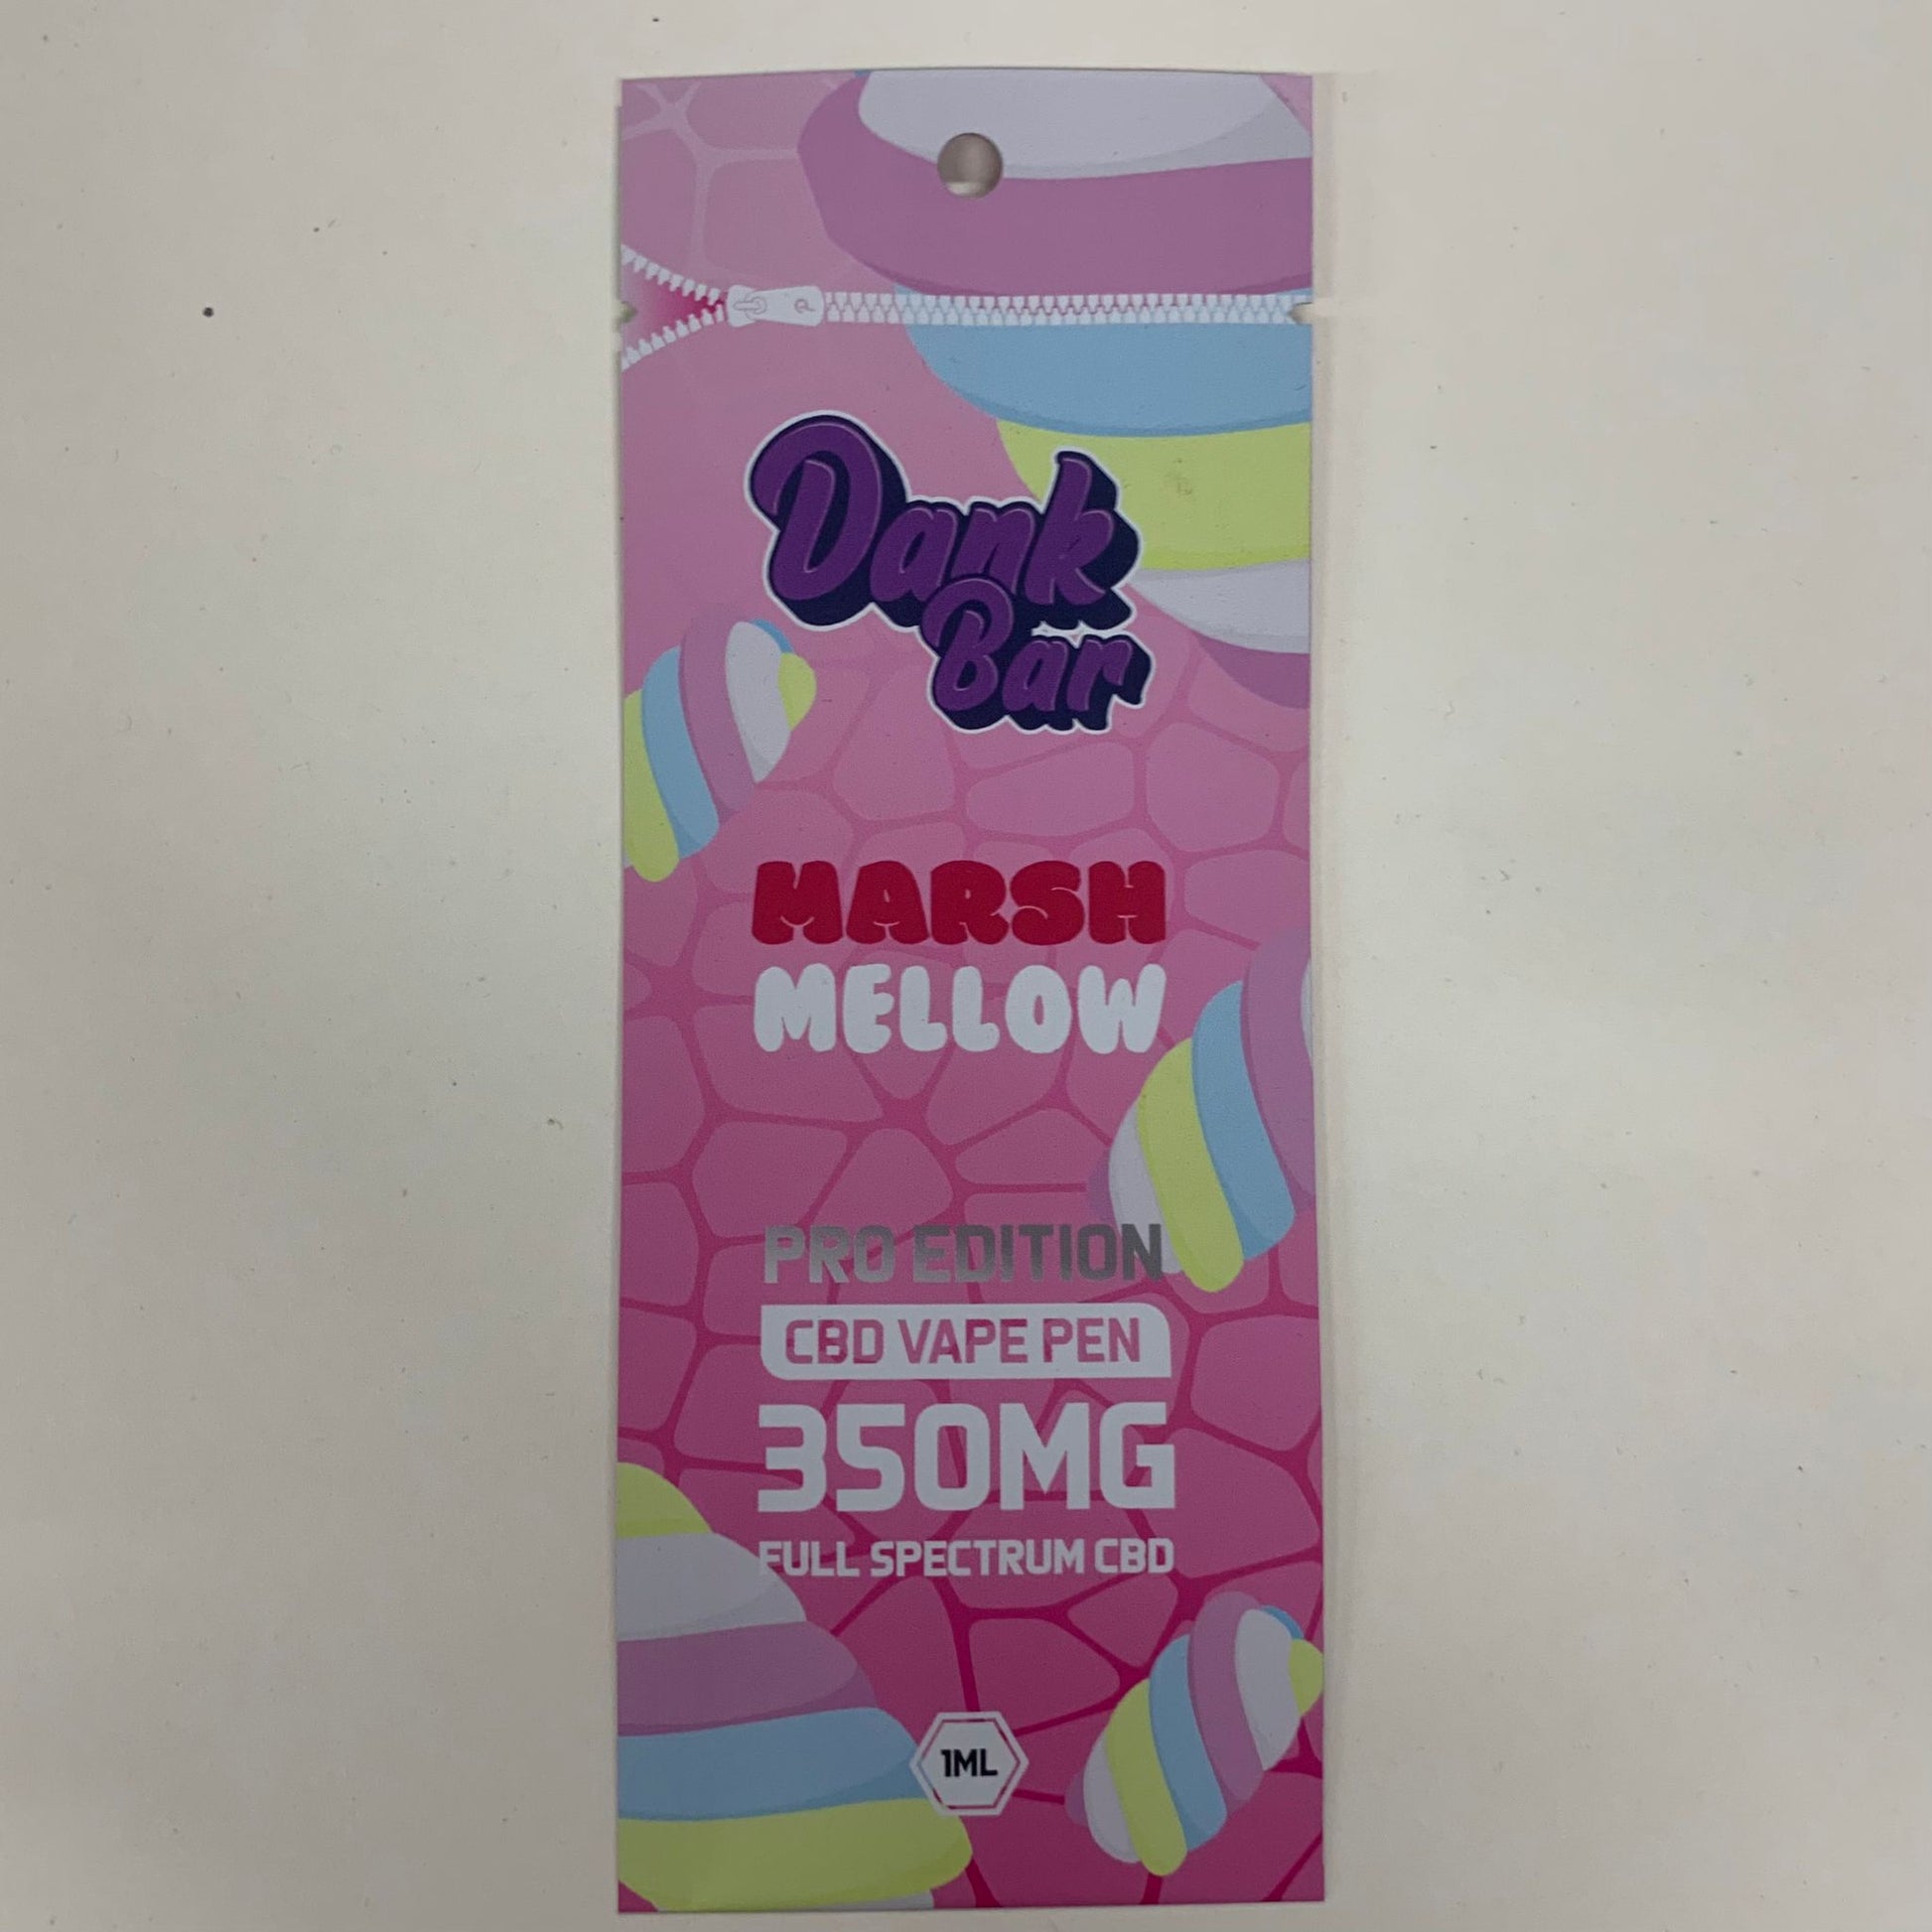 Dank
Bar
MARSH
MELLOW
PRO EDITION
CBD VAPE PEN
350MG
FULL SPECTRUM CBD
1ML